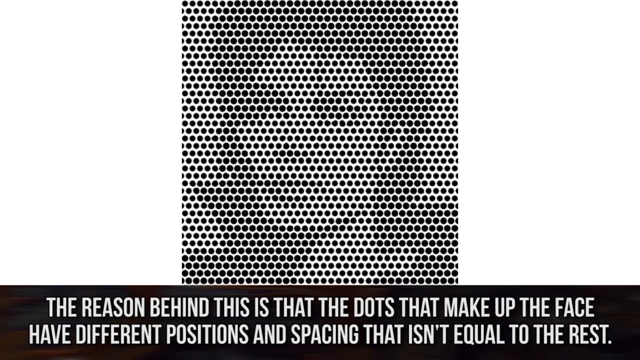 THE REASON BEHIND THIS IS THAT THE DOTS THAT MAKE UP THE FACE
HAVE DIFFERENT POSITIONS AND SPACING THAT ISN'T EQUAL TO THE REST.